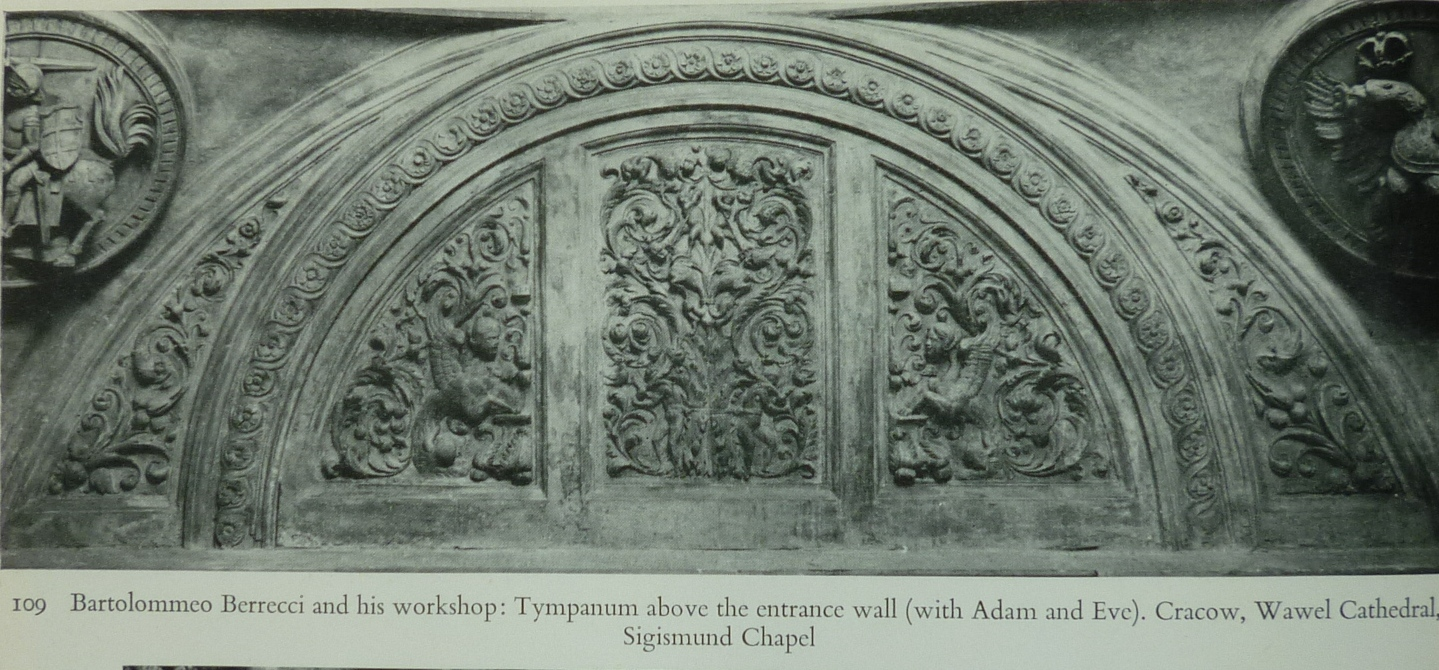 109 Bartolommeo Berrecci and his workshop: Tympanum above the entrance wall (with Adam and Eve). Cracow, Wawel Cathedral,
Sigismund Chapel